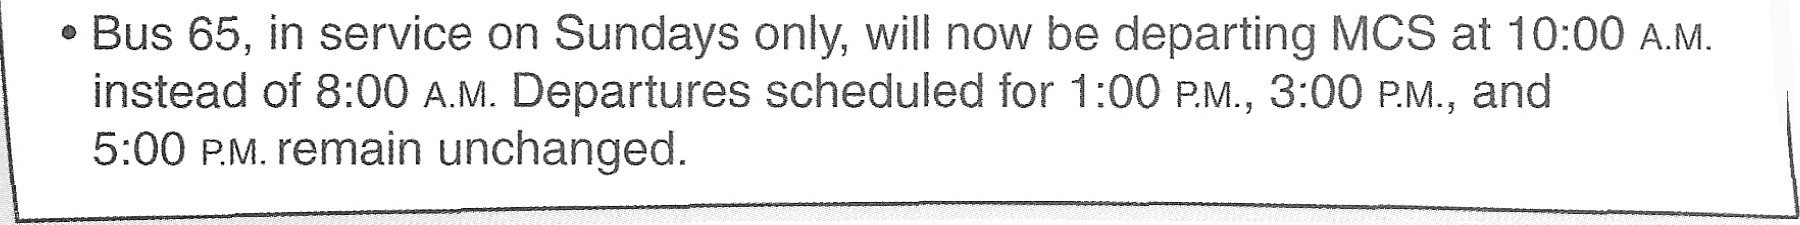 • Bus 65, in service on Sundays only, will now be departing MCS at 10:00 A.M.
instead of 8:00 A.M. Departures scheduled for 1:00 P.M., 3:00 P.M., and
5:00 P.M. remain unchanged.